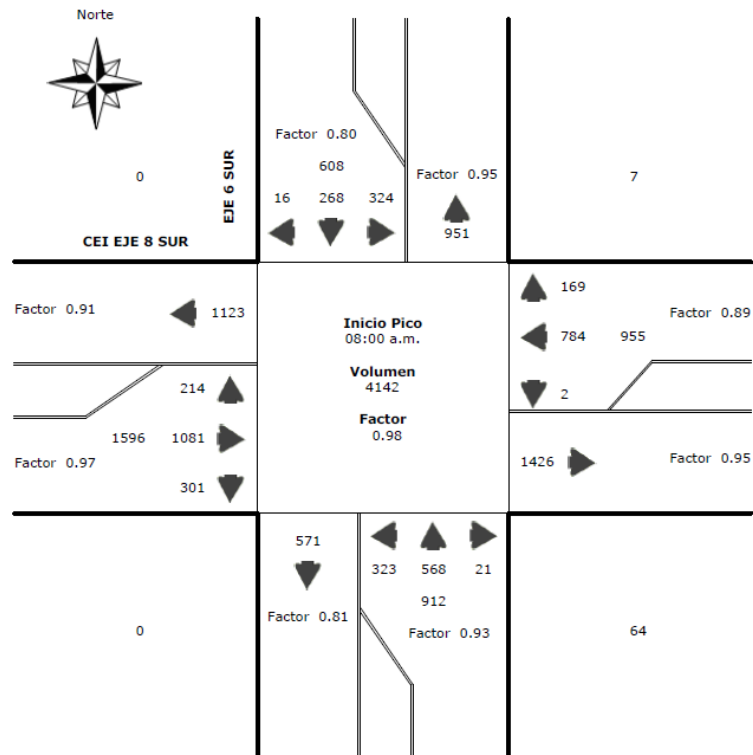 Norte
Factor 0.80
608
16 268 324
Factor 0.95
951
0
7
EJE 6 SUR
CEI EJE 8 SUR
Factor 0.91
1123
Inicio Pico
08:00 a.m.
Volumen
4142
Factor
0.98
169
Factor 0.89
784 955
2
214
1596 1081
Factor 0.97
301
1426
Factor 0.95
571
Factor 0.81
323 568 21
912
Factor 0.93
0
64